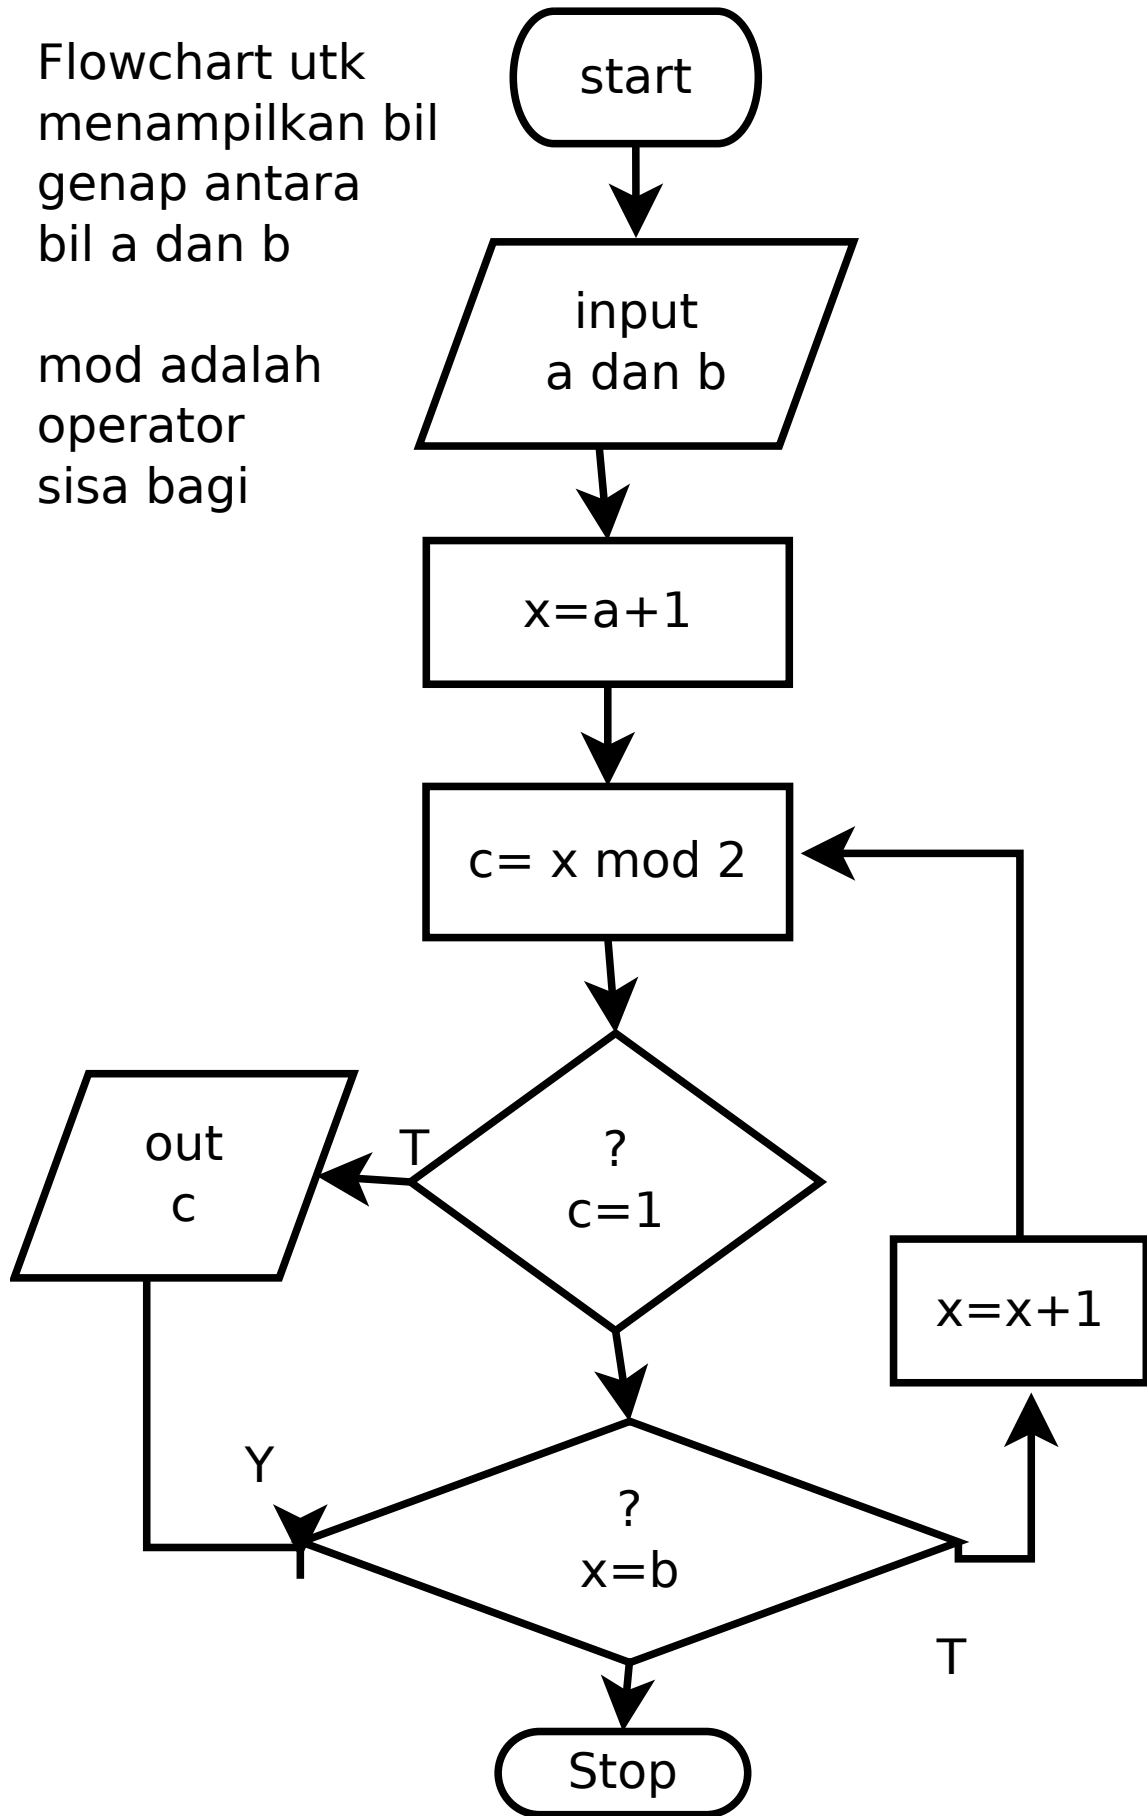 Flowchart utk
menampilkan bil
genap antara
bil a dan b
mod adalah
operator
sisa bagi
start
input
a dan b
x=a+1
c= x mod 2
?
c=1
T
out
c
x=x+1
Y
?
x=b
T
Stop